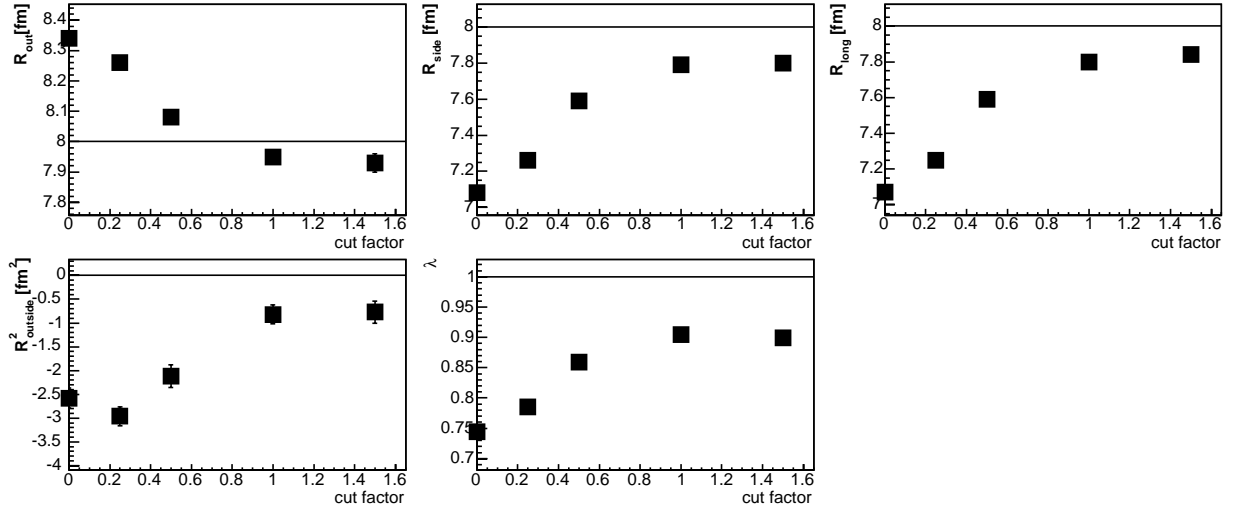 R_out[fm]
8.4
8.3
8.2
8.1
8
7.9
7.8
0 0.2 0.4 0.6 0.8 1 1.2 1.4 1.6
cut factor
R_side [fm]
8
7.8
7.6
7.4
7.2
7
0 0.2 0.4 0.6 0.8 1 1.2 1.4 1.6
cut factor
R_long [fm]
8
7.8
7.6
7.4
7.2
7
0 0.2 0.4 0.6 0.8 1 1.2 1.4 1.6
cut factor
R²_outside, [fm²]
0
-0.5
-1
-1.5
-2
-2.5
-3
-3.5
-4
0 0.2 0.4 0.6 0.8 1 1.2 1.4 1.6
cut factor
λ
1
0.95
0.9
0.85
0.8
0.75
0.7
0 0.2 0.4 0.6 0.8 1 1.2 1.4 1.6
cut factor